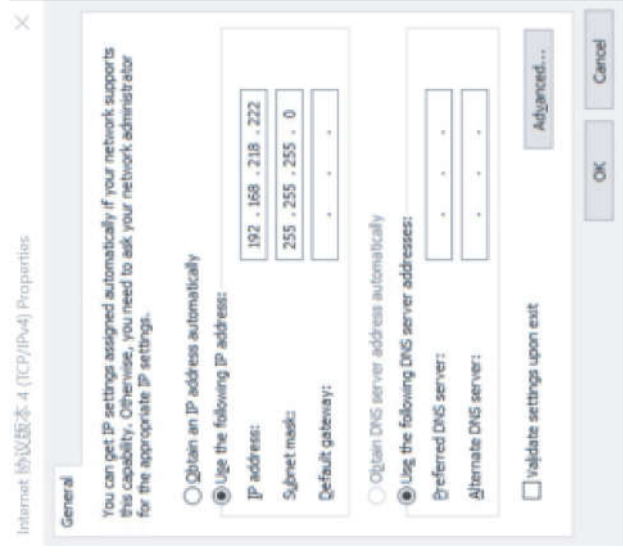 Internet 协议版本 4 (TCP/IPv4) Properties
General
You can get IP settings assigned automatically if your network supports
this capability. Otherwise, you need to ask your network administrator
for the appropriate IP settings.
Obtain an IP address automatically
Use the following IP address:
IP address: 192 . 168 . 218 . 222
Subnet mask: 255 . 255 . 255 . 0
Default gateway: . . .
Obtain DNS server address automatically
Use the following DNS server addresses:
Preferred DNS server: . . .
Alternate DNS server: . . .
Validate settings upon exit
Advanced...
OK
Cancel